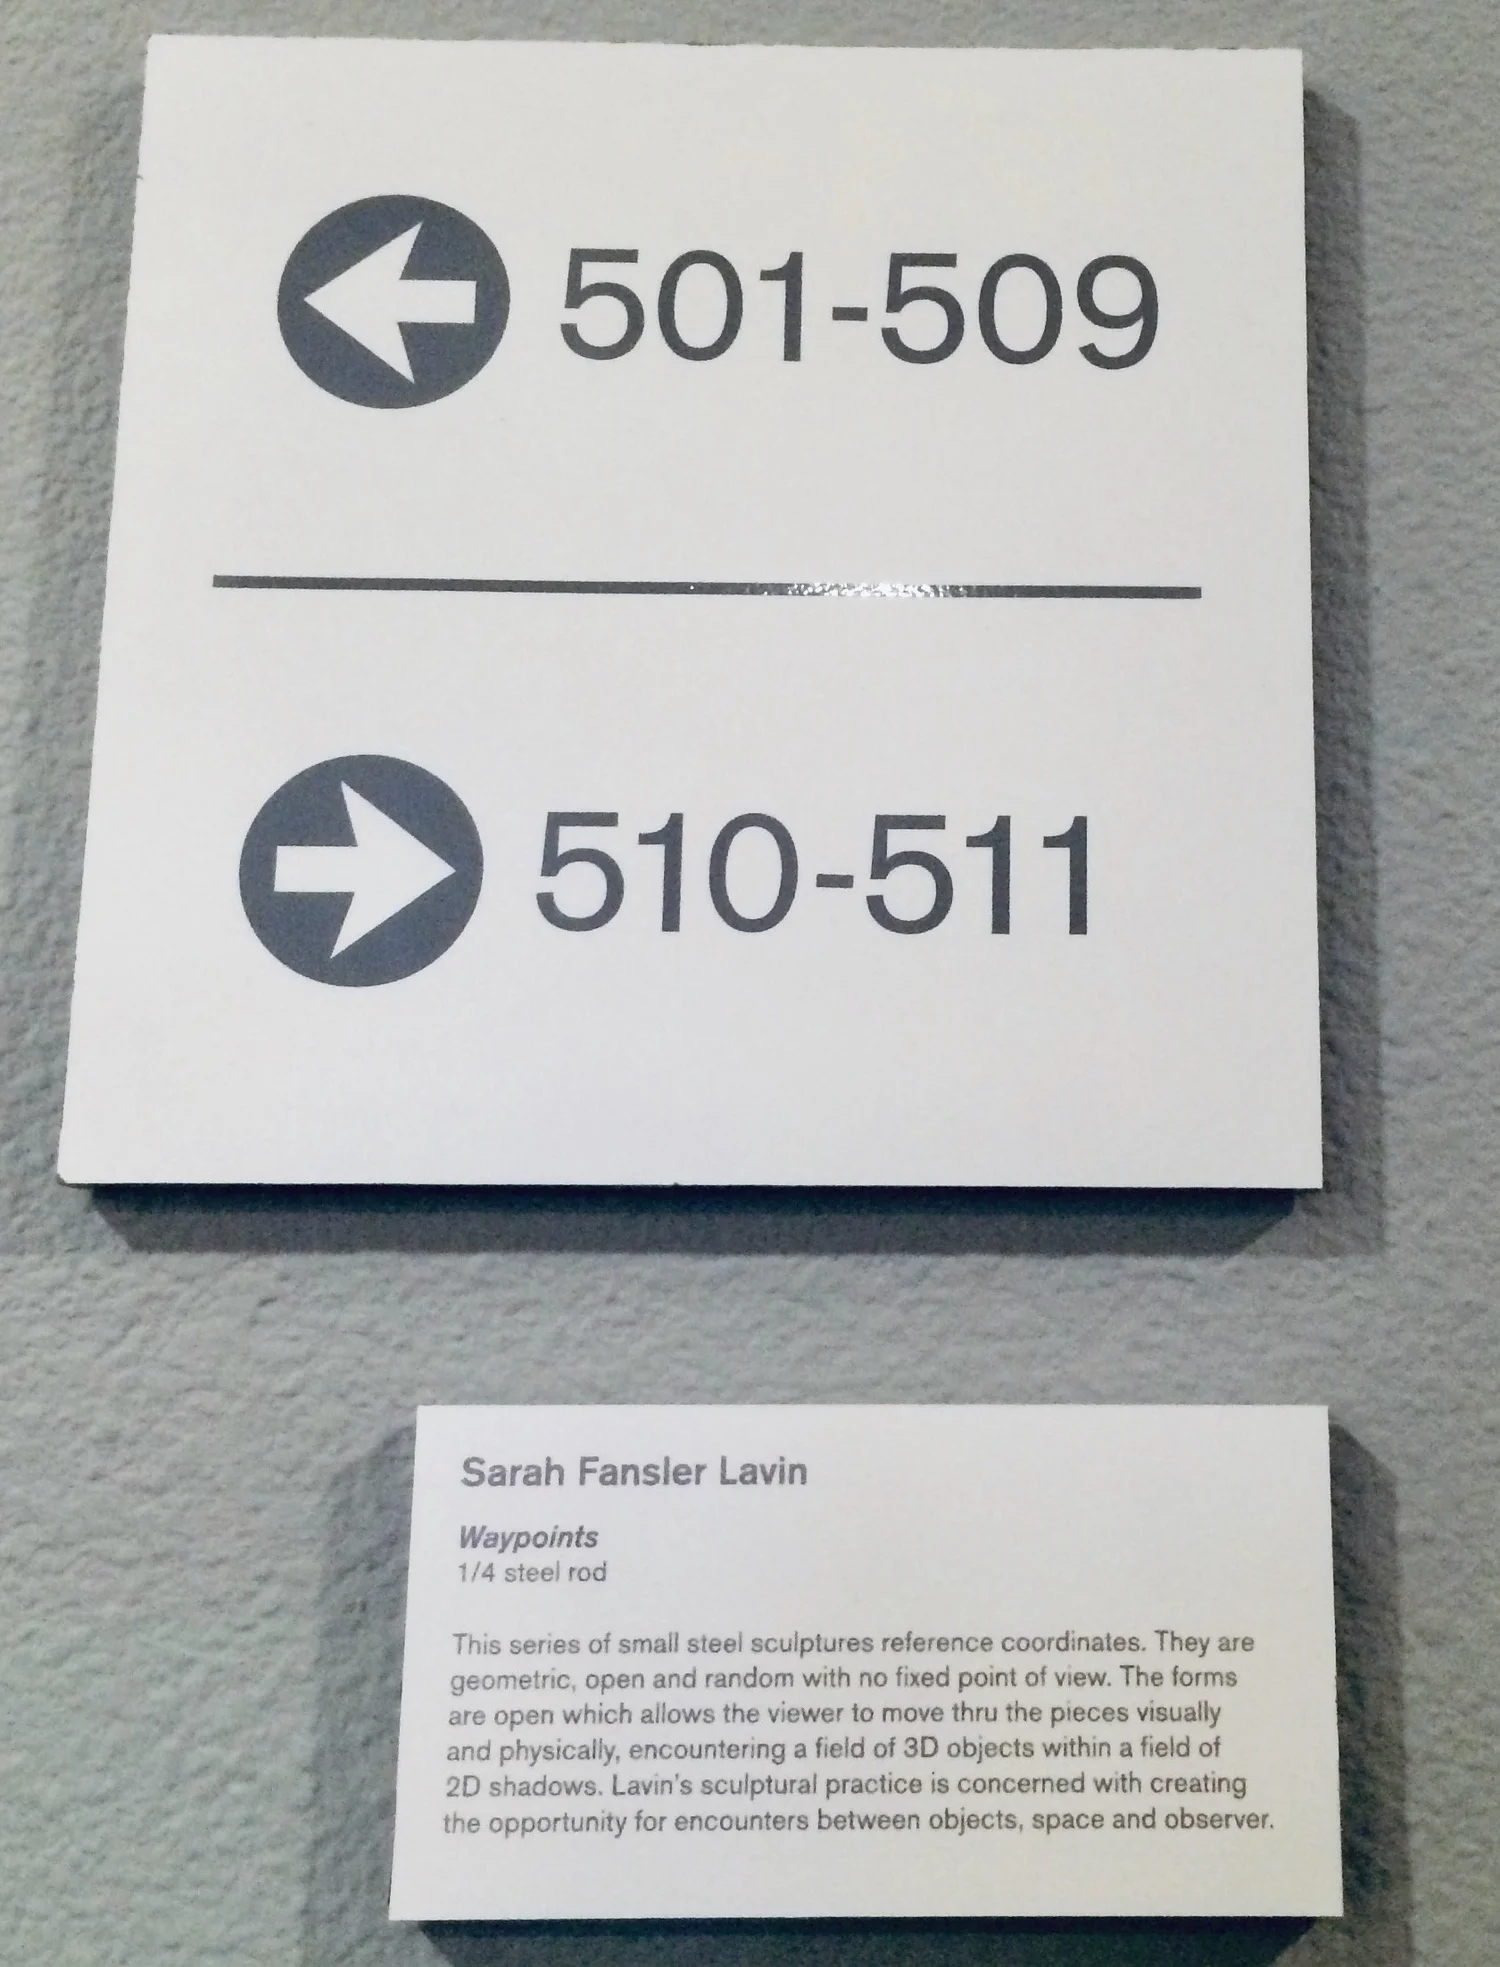 501-509
510-511
Sarah Fansler Lavin
Waypoints
1/4 steel rod
This series of small steel sculptures reference coordinates. They are
geometric, open and random with no fixed point of view. The forms
are open which allows the viewer to move thru the pieces visually
and physically, encountering a field of 3D objects within a field of
2D shadows. Lavin's sculptural practice is concerned with creating
the opportunity for encounters between objects, space and observer.